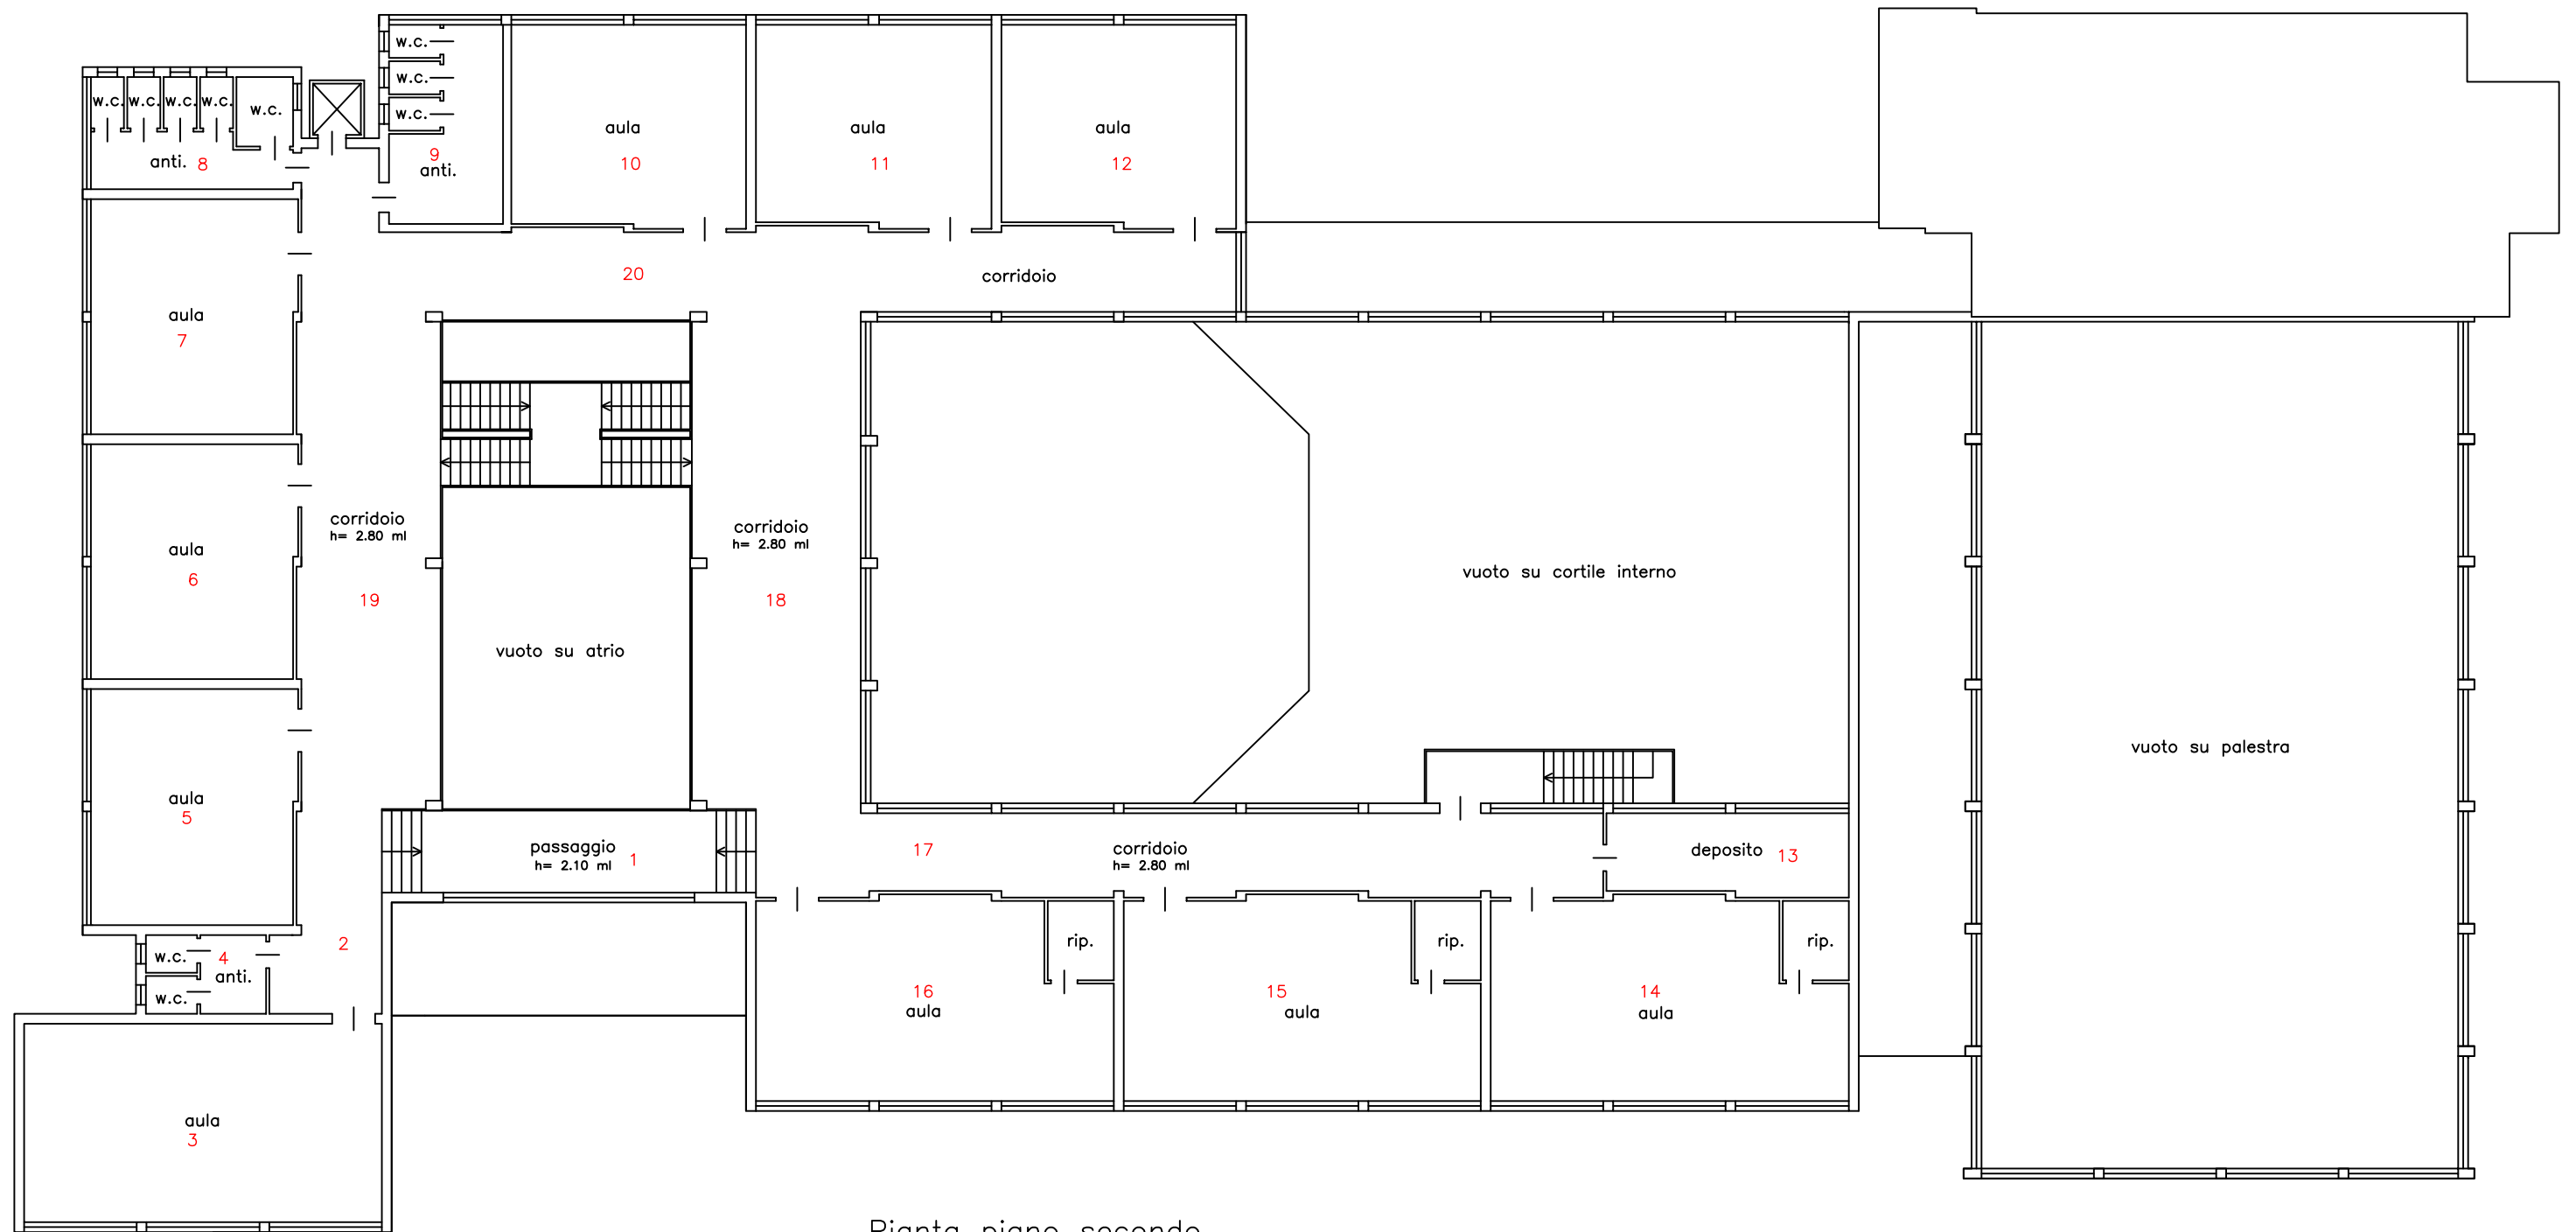 w.c.
w.c.
w.c.
w.c.
w.c.
w.c.
w.c.
w.c.
anti. 8
9
anti.
aula
10
aula
11
aula
12
20
corridoio
aula
7
corridoio
h= 2.80 ml
19
corridoio
h= 2.80 ml
18
aula
6
vuoto su cortile interno
vuoto su atrio
vuoto su palestra
aula
5
passaggio
h= 2.10 ml
1
17
corridoio
h= 2.80 ml
deposito 13
2
w.c.
4
anti.
w.c.
rip.
rip.
rip.
16
aula
15
aula
14
aula
aula
3
Pianta piano secondo